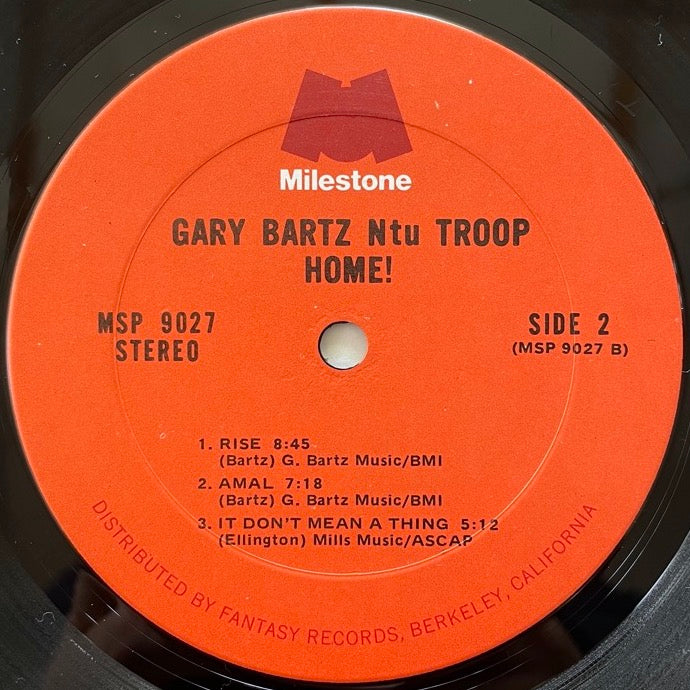 Milestone
GARY BARTZ Ntu TROOP
HOME!
MSP 9027
STEREO
SIDE 2
(MSP 9027 B)
1. RISE 8:45
(Bartz) G. Bartz Music/BMI
2. AMAL 7:18
(Bartz) G. Bartz Music/BMI
3. IT DON'T MEAN A THING 5:12
(Ellington) Mills Music/ASCAP
DISTRIBUTED BY FANTASY RECORDS, BERKELEY, CALIFORNIA